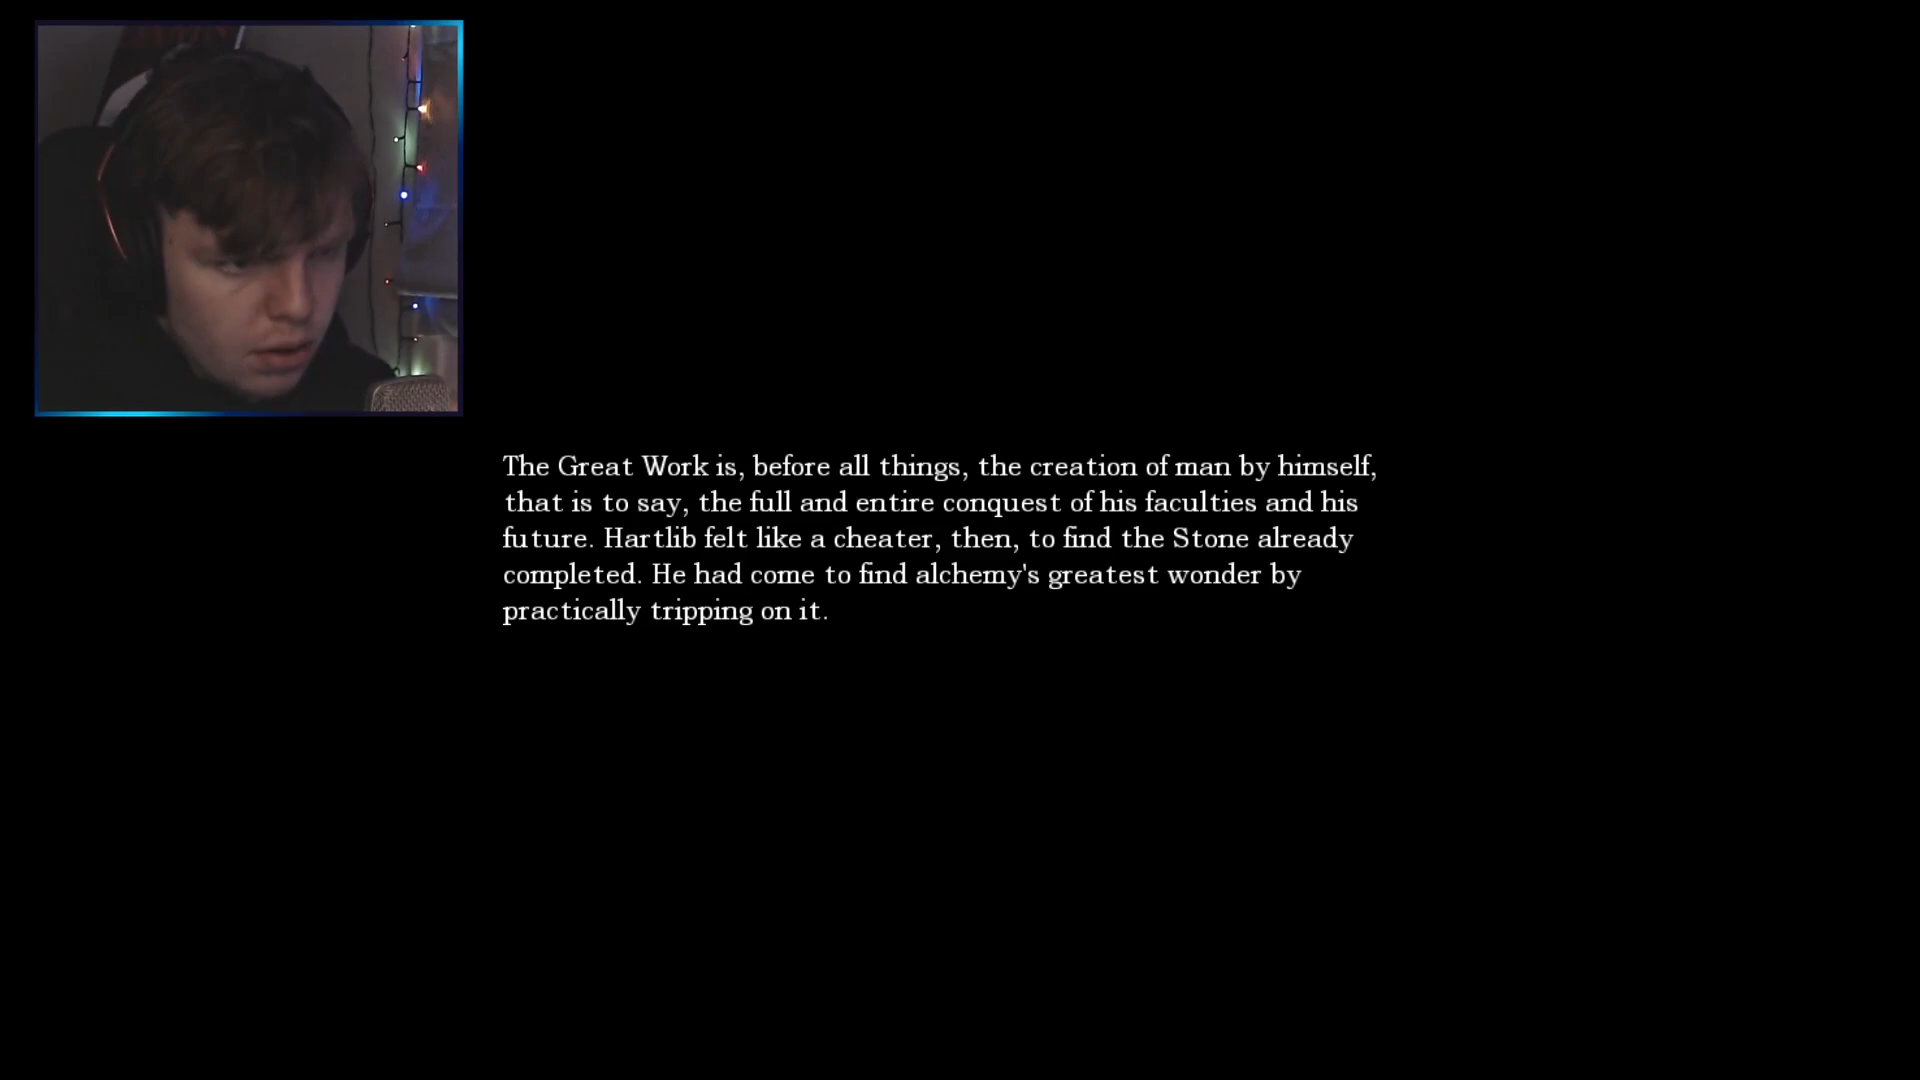 The Great Work is, before all things, the creation of man by himself,
that is to say, the full and entire conquest of his faculties and his
future. Hartlib felt like a cheater, then, to find the Stone already
completed. He had come to find alchemy's greatest wonder by
practically tripping on it.